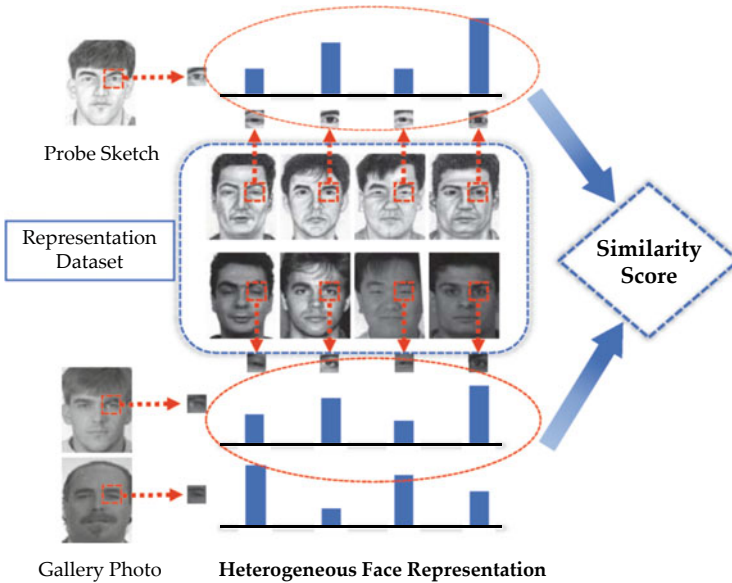 Probe Sketch
Representation
Dataset
Similarity
Score
Gallery Photo
Heterogeneous Face Representation